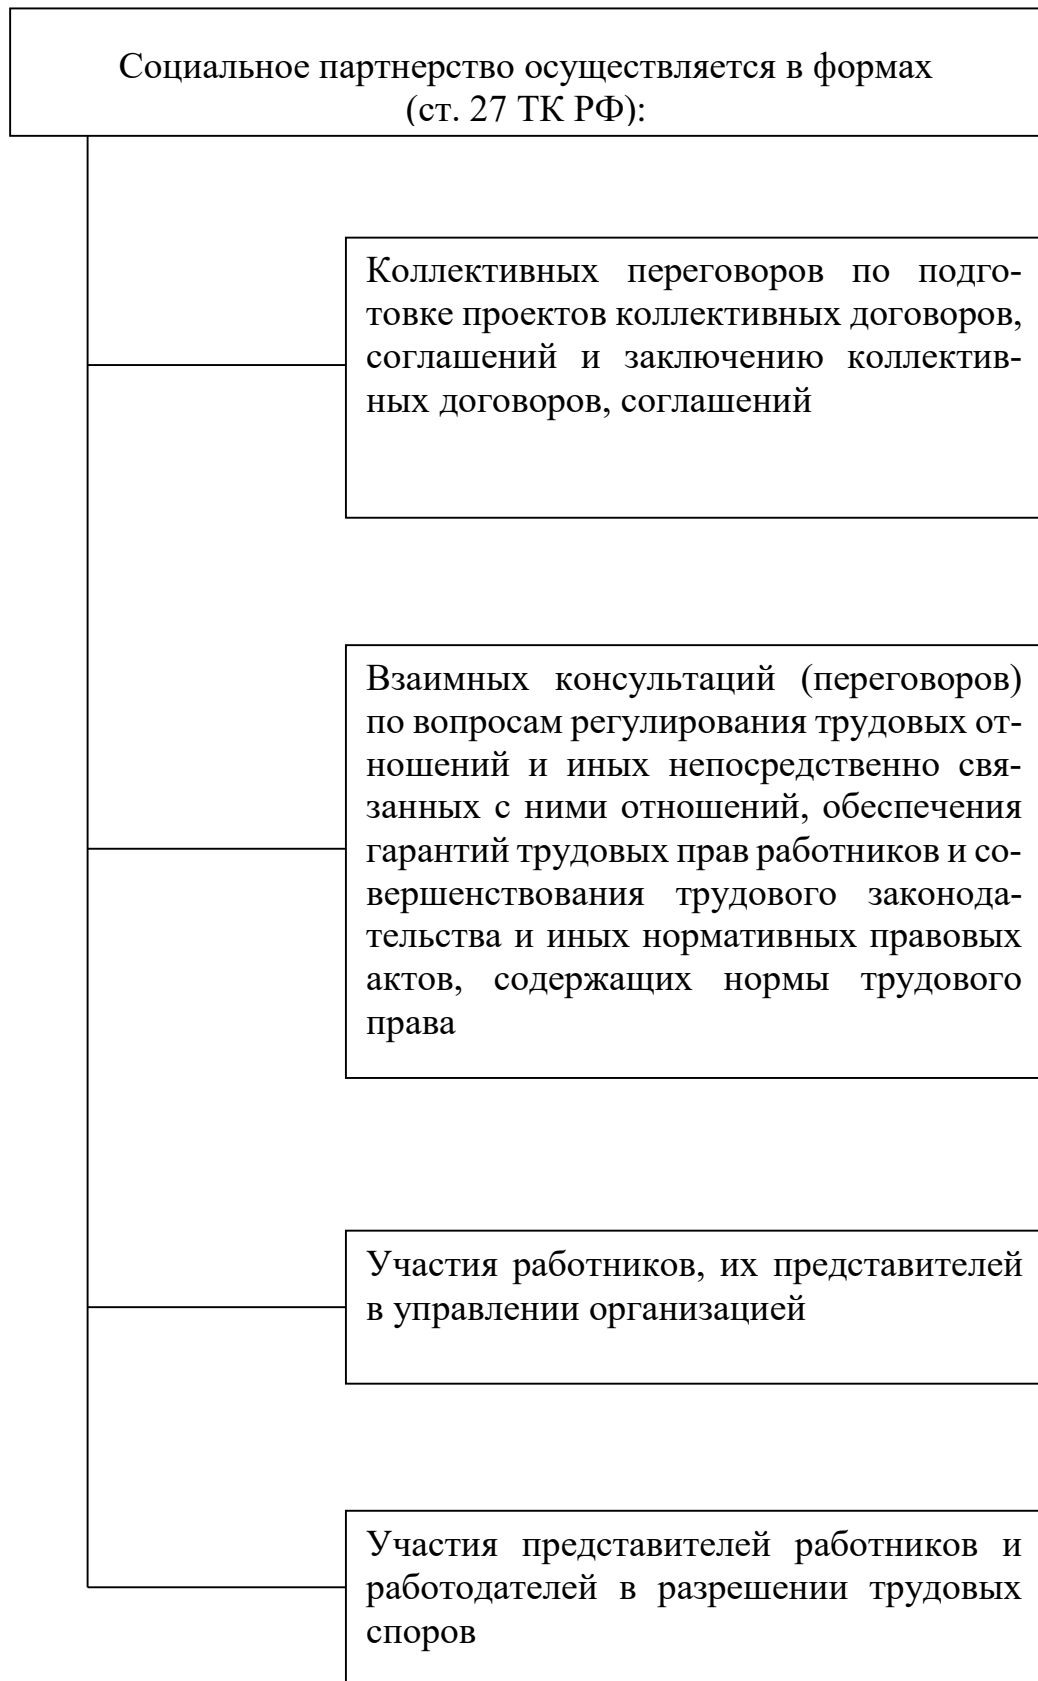 Социальное партнерство осуществляется в формах
(ст. 27 ТК РФ):
Коллективных переговоров по подго-
товке проектов коллективных договоров,
соглашений и заключению коллектив-
ных договоров, соглашений
Взаимных консультаций (переговоров)
по вопросам регулирования трудовых от-
ношений и иных непосредственно свя-
занных с ними отношений, обеспечения
гарантий трудовых прав работников и со-
вершенствования трудового законода-
тельства и иных нормативных правовых
актов, содержащих нормы трудового
права
Участия работников, их представителей
в управлении организацией
Участия представителей работников и
работодателей в разрешении трудовых
споров